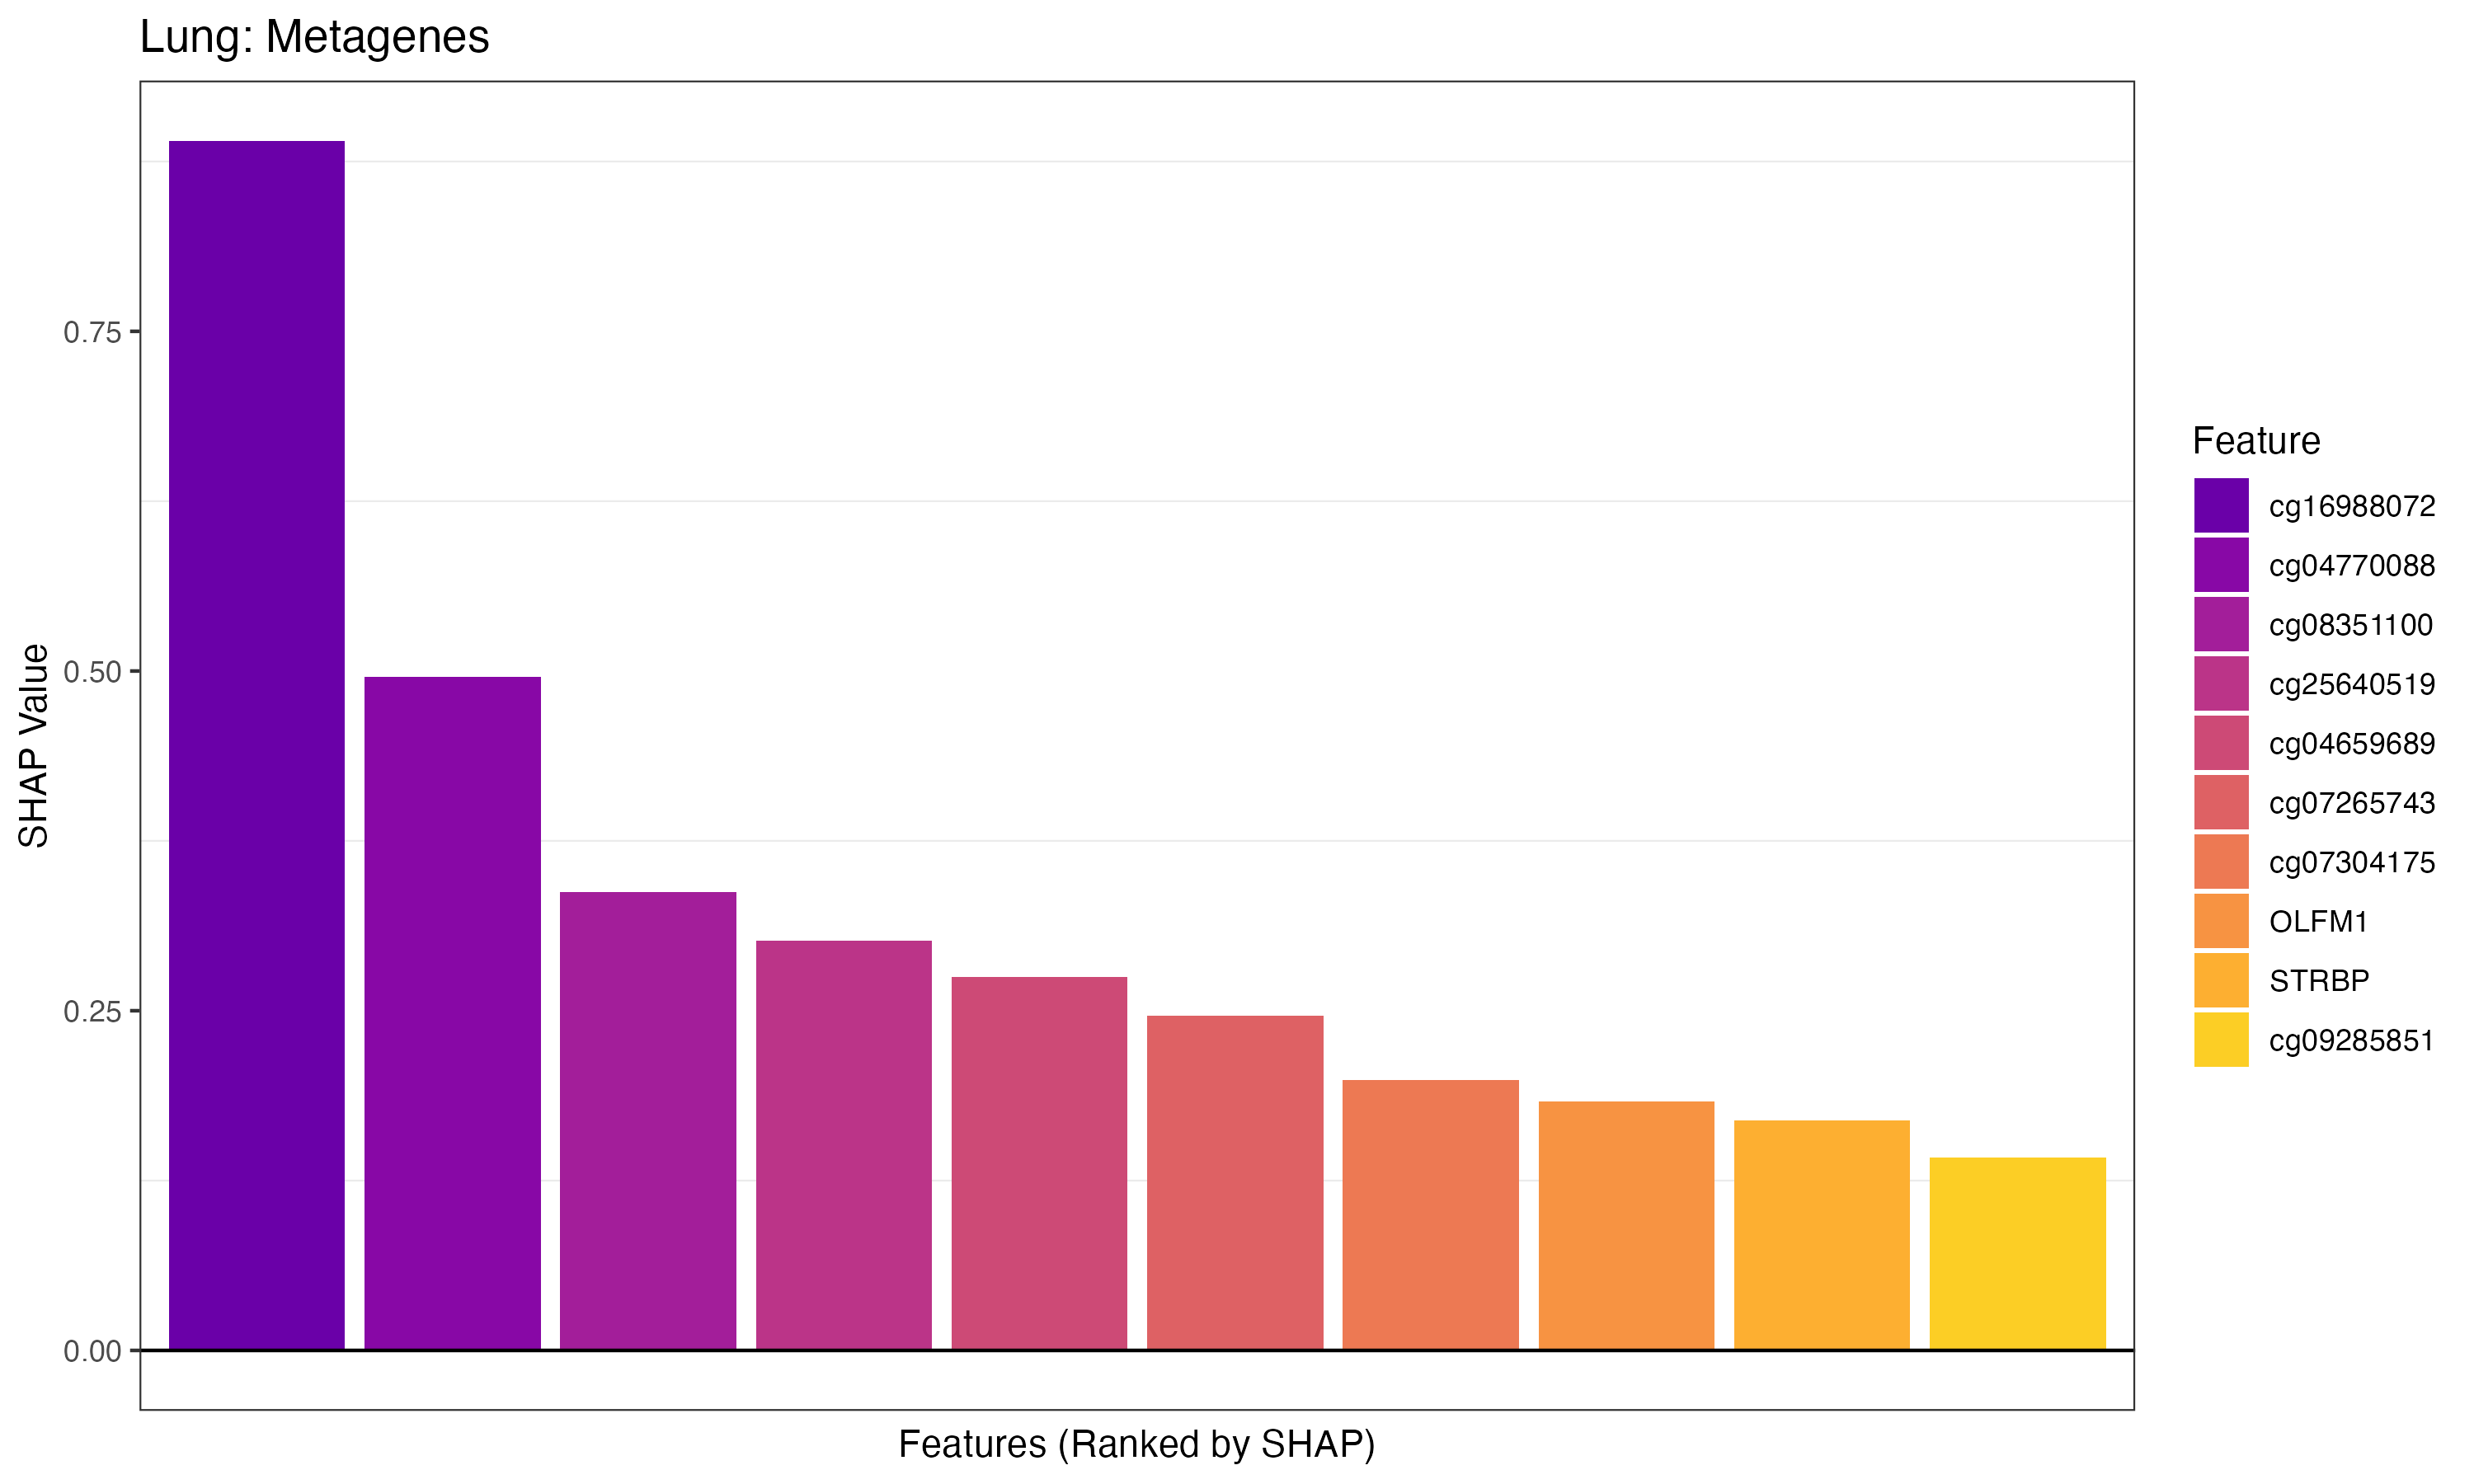 Lung: Metagenes
SHAP Value
0.75
0.50
0.25
0.00
Features (Ranked by SHAP)
Feature
cg16988072
cg04770088
cg08351100
cg25640519
cg04659689
cg07265743
cg07304175
OLFM1
STRBP
cg09285851